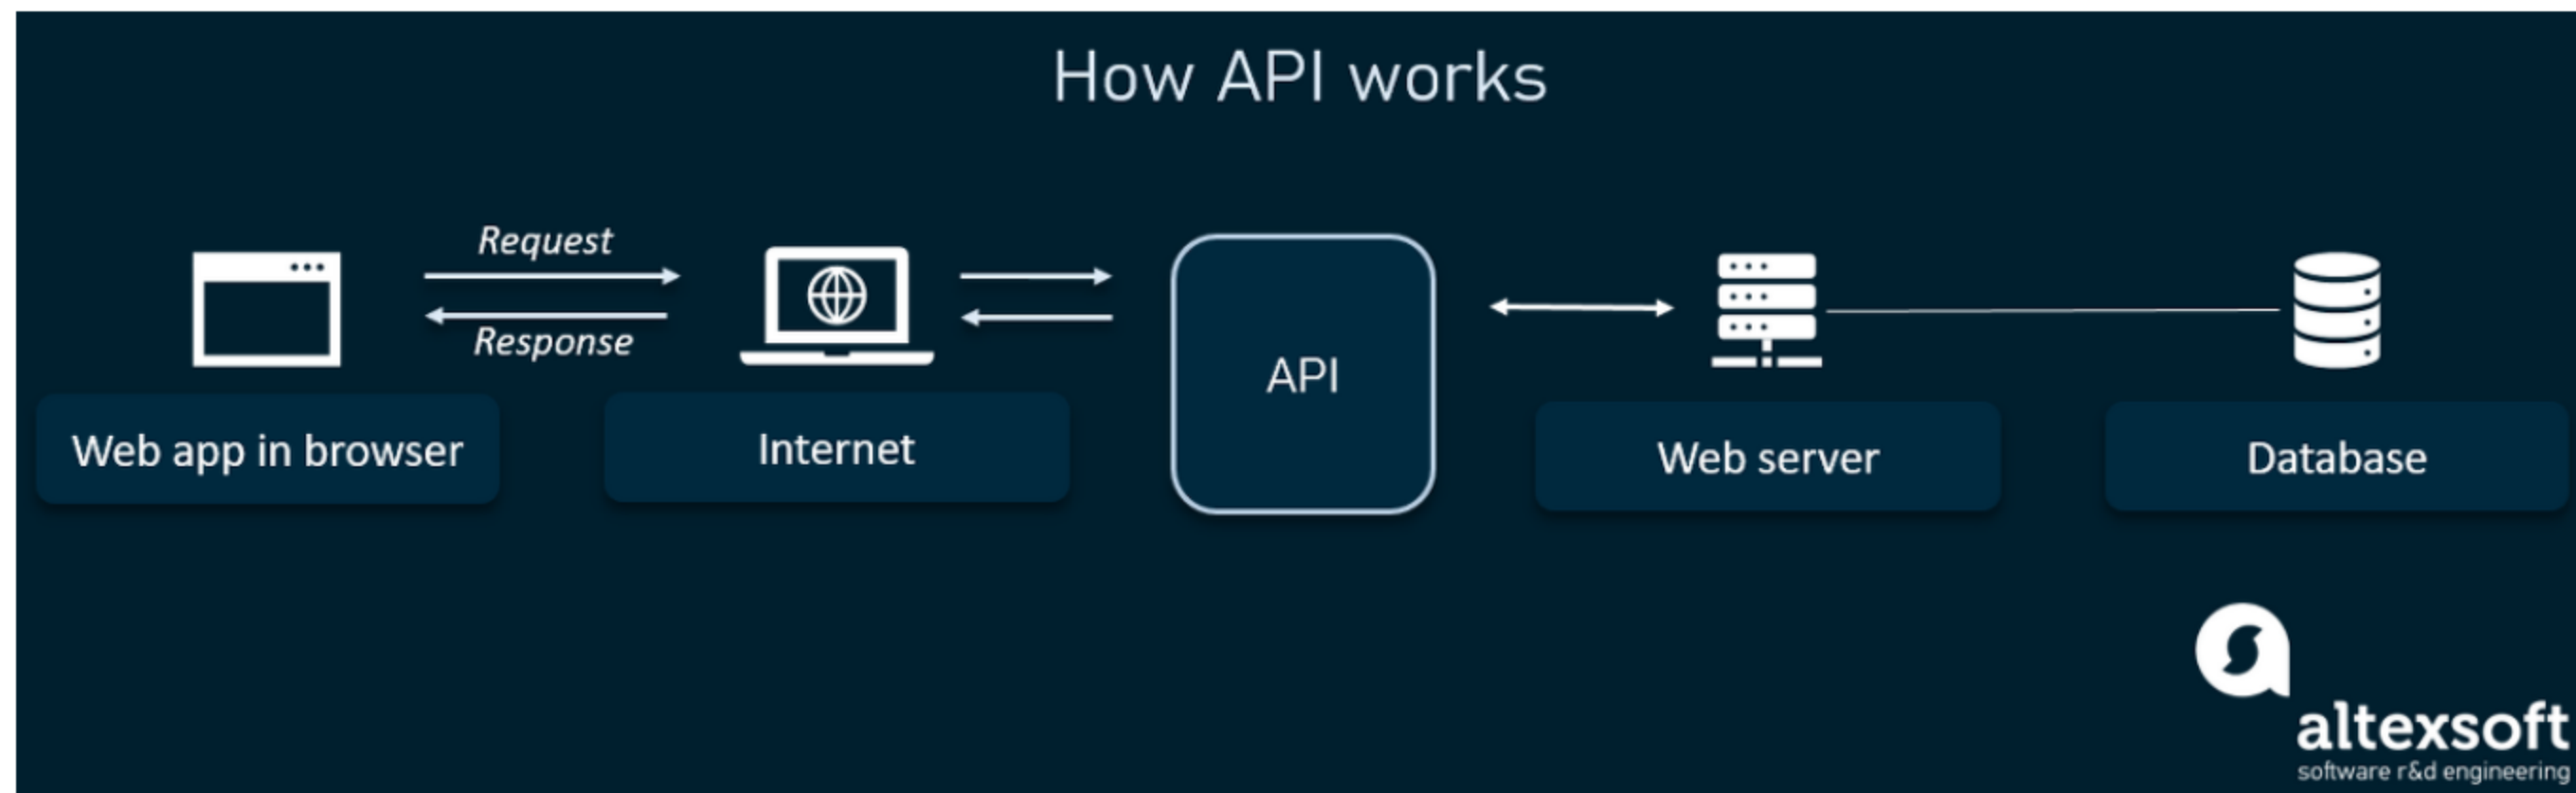 How API works
Request
Response
API
Web app in browser
Internet
Web server
Database
altexsoft
software r&d engineering